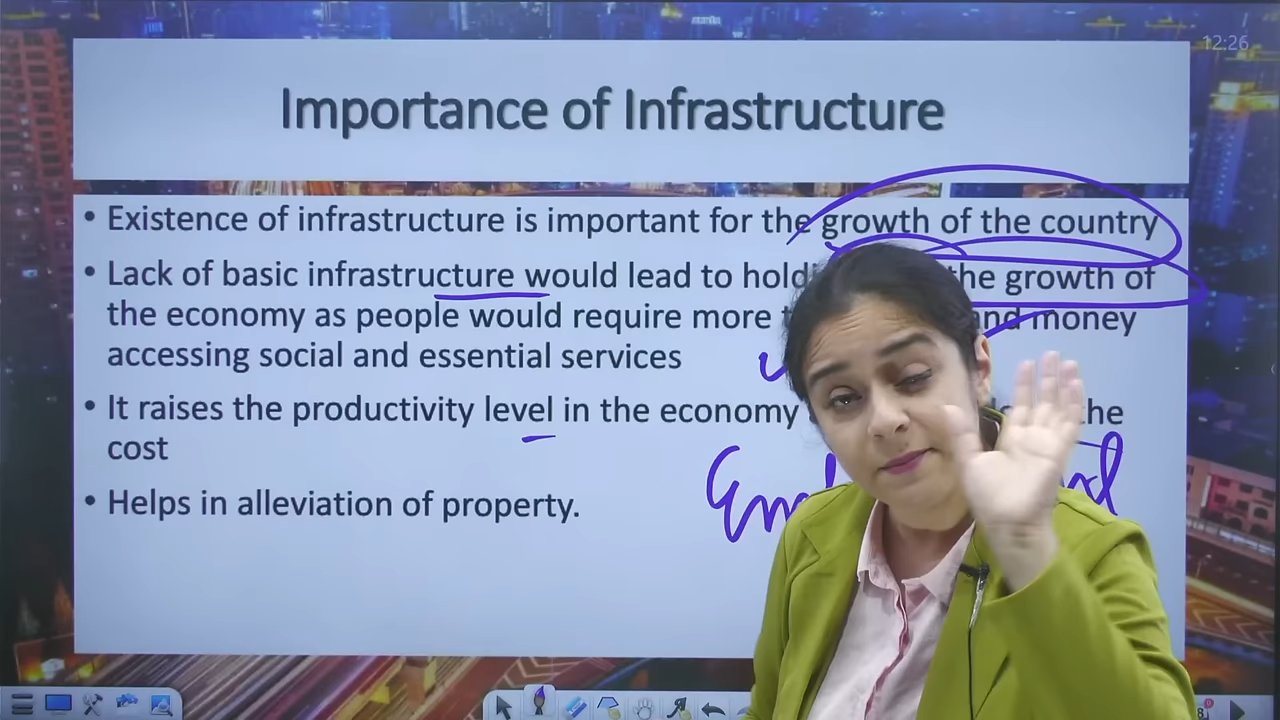 12:26
Importance of Infrastructure
• Existence of infrastructure is important for the growth of the country
• Lack of basic infrastructure would lead to the growth of
the economy as people would require more and money
accessing social and essential services
• It raises the productivity level in the economy the
cost
• Helps in alleviation of property.